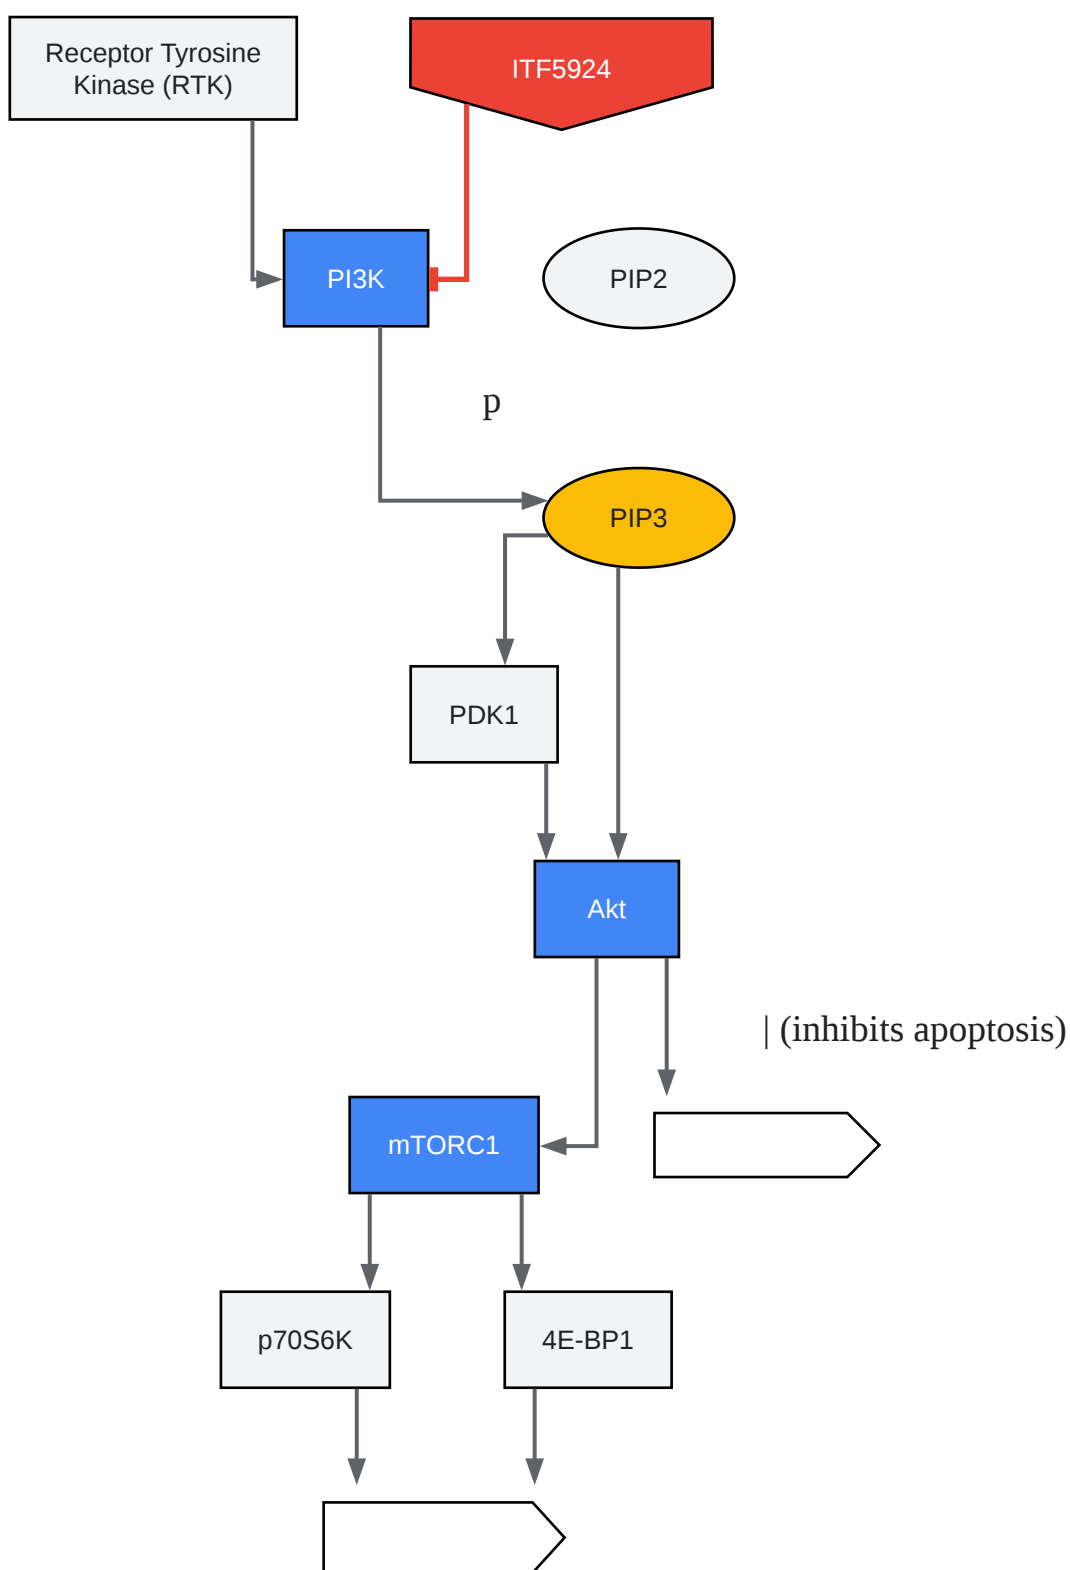 Receptor Tyrosine
Kinase (RTK)
ITF5924
PI3K
PIP2
p
PIP3
PDK1
Akt
| (inhibits apoptosis)
mTORC1
p70S6K
4E-BP1